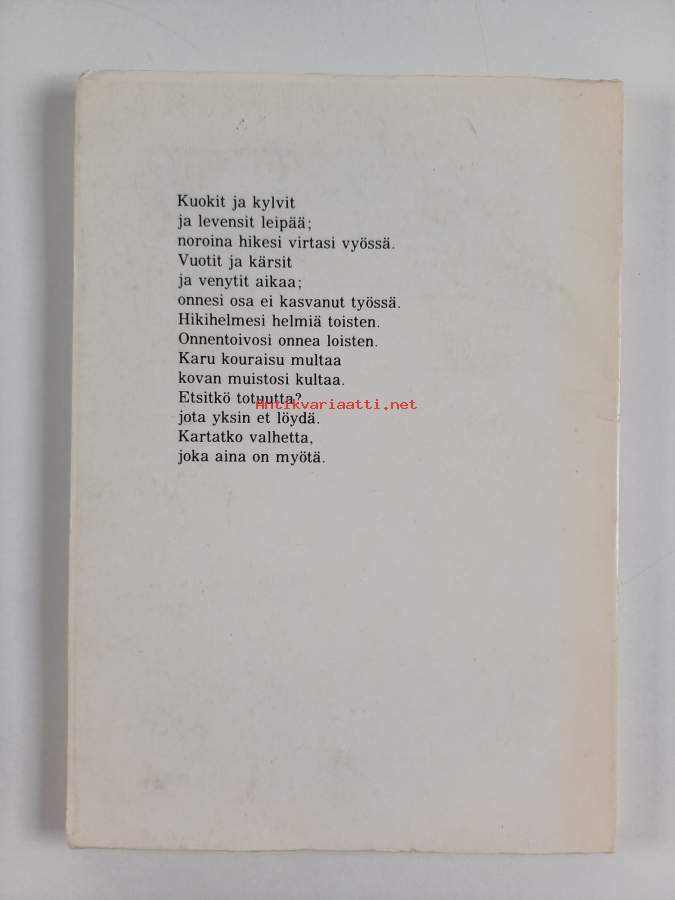 Kuokit ja kylvit
ja levensit leipää;
noroina hikesi virtasi vyössä.
Vuotit ja kärsit
ja venytit aikaa;
onnesi osa ei kasvanut työssä.
Hikihelmesi helmiä toisten.
Onnentoivosi onnea loisten.
Karu kouraisu multaa
kovan muistosi kultaa.
Etsitkö totuutta?
Antikvariaatti.net
jota yksin et löydä.
Kartatko valhetta,
joka aina on myötä.